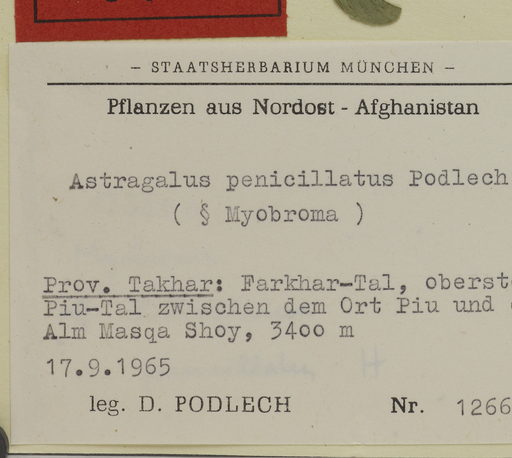 – STAATSHERBARIUM MÜNCHEN –
Pflanzen aus Nordost - Afghanistan
Astragalus penicillatus Podlech
( § Myobroma )
Prov. Takhar: Farkhar-Tal, oberst
Piu-Tal zwischen dem Ort Piu und
Alm Masqa Shoy, 3400 m
17.9.1965
leg. D. PODLECH Nr. 1266